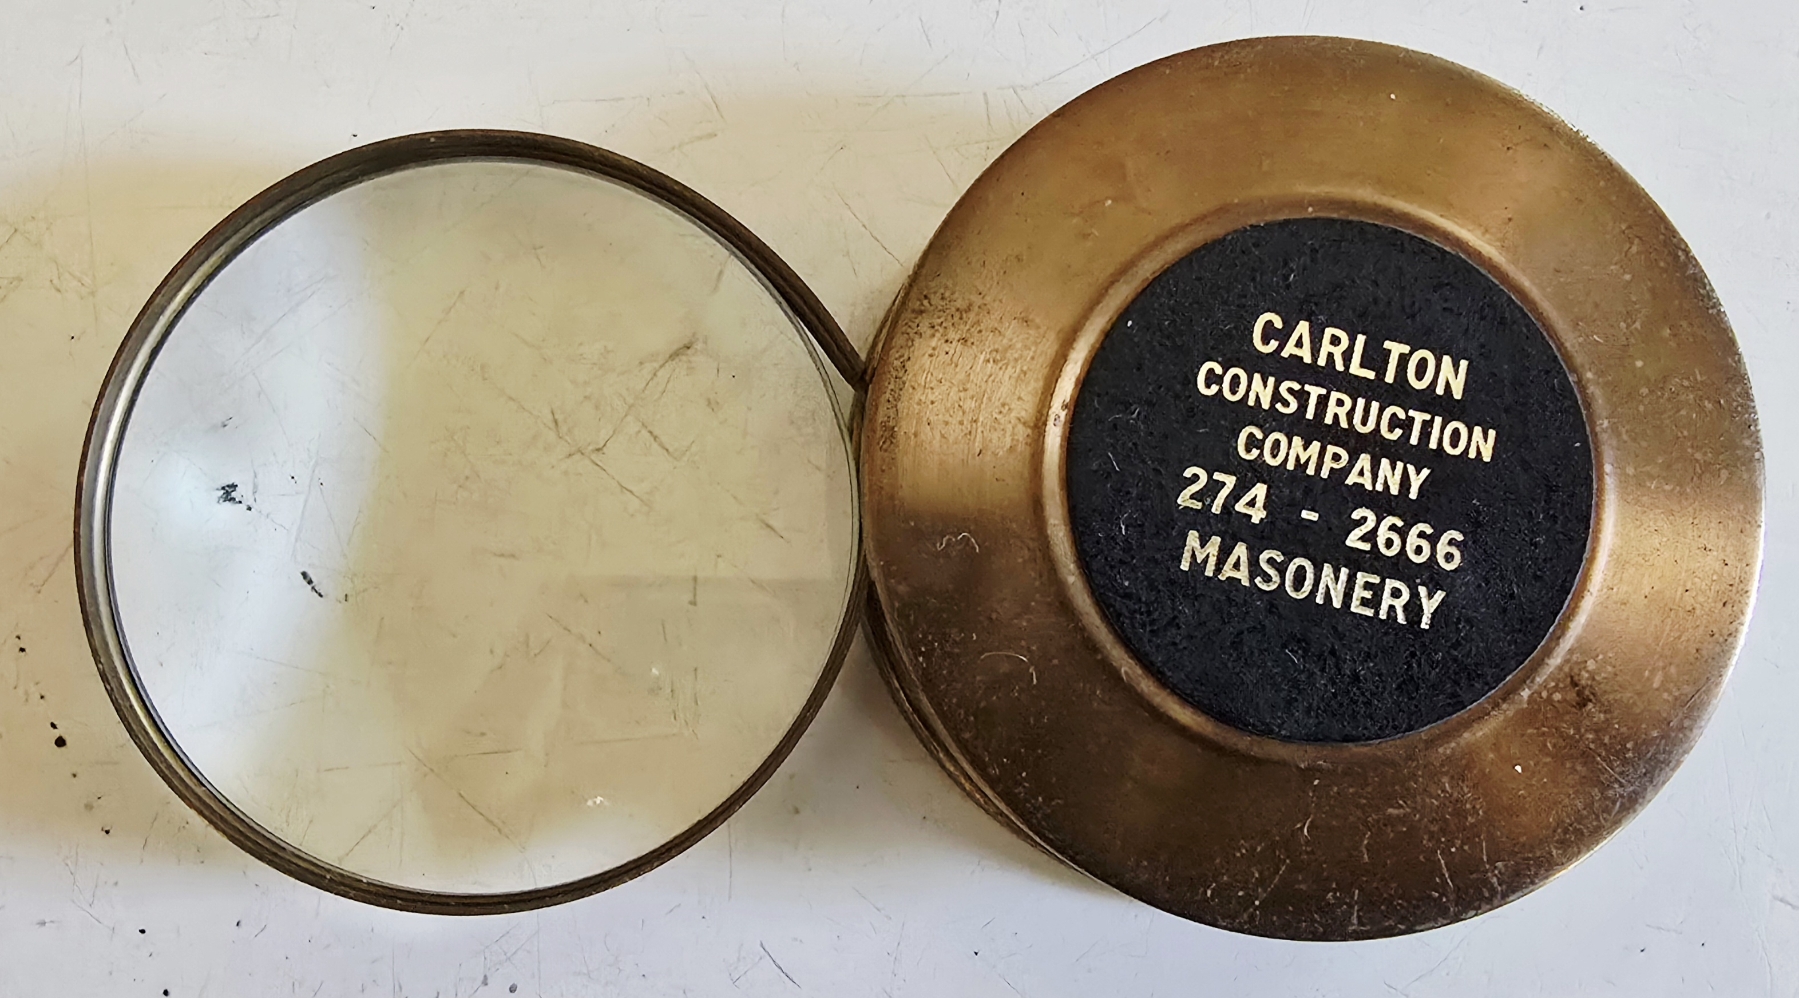 CARLTON
CONSTRUCTION
COMPANY
274 - 2666
MASONERY